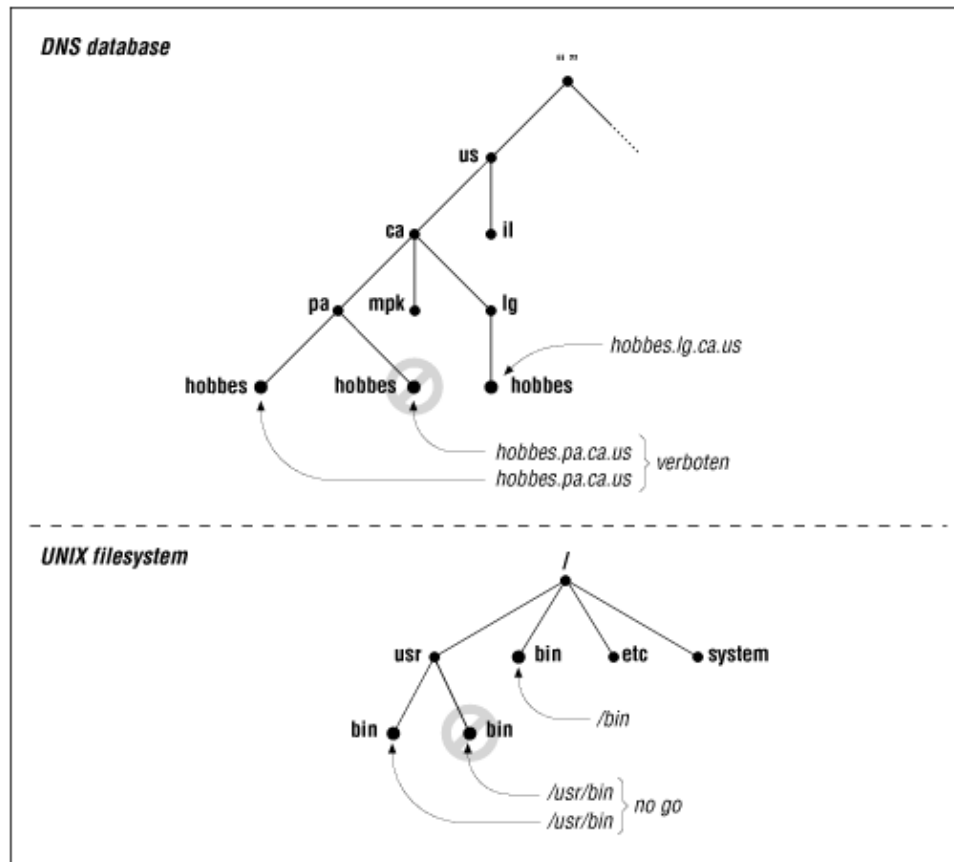 DNS database
“ ”
us
ca
il
pa
mpk
lg
hobbes.lg.ca.us
hobbes
hobbes
hobbes
hobbes.pa.ca.us
hobbes.pa.ca.us
verboten
UNIX filesystem
/
usr
bin
etc
system
/bin
bin
bin
/usr/bin
/usr/bin
no go